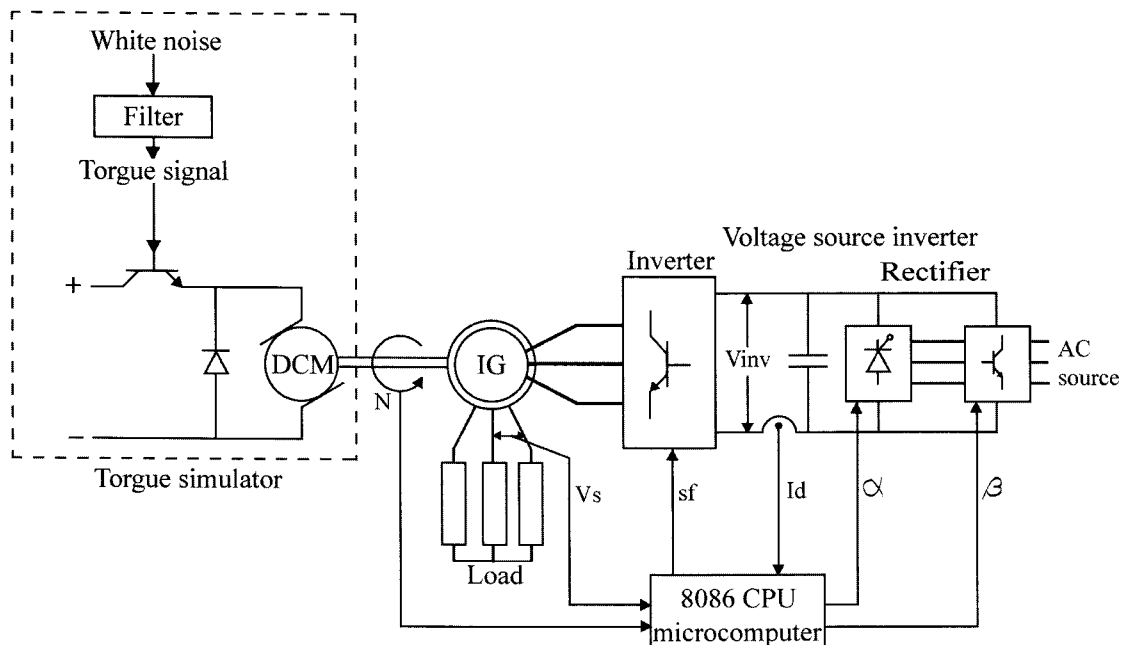 White noise
Filter
Torgue signal
+
DCM
−
Torgue simulator
N
IG
Load
Vs
Inverter
Voltage source inverter
Rectifier
Vinv
AC
source
sf
Id
α
β
8086 CPU
microcomputer